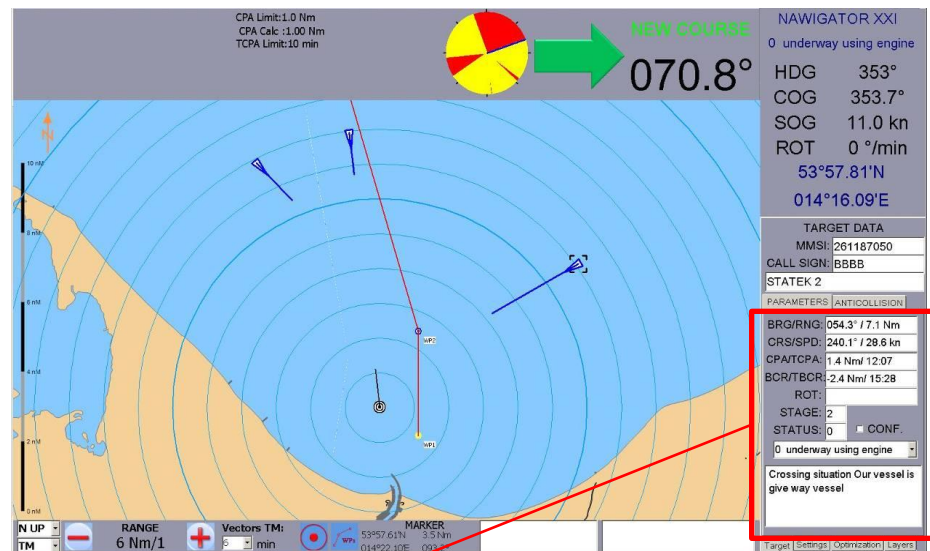 CPA Limit:1.0 Nm
CPA Calc :1.00 Nm
TCPA Limit:10 min
NEW COURSE
070.8°
NAWIGATOR XXI
0 underway using engine
HDG 353°
COG 353.7°
SOG 11.0 kn
ROT 0 °/min
53°57.81'N
014°16.09'E
N
10 nM
8 nM
6 nM
4 nM
2 nM
0 nM
WP2
WP1
TARGET DATA
MMSI: 261187050
CALL SIGN: BBBB
STATEK 2
PARAMETERS ANTICOLLISION
BRG/RNG: 054.3° / 7.1 Nm
CRS/SPD: 240.1° / 28.6 kn
CPA/TCPA: 1.4 Nm/ 12:07
BCR/TBCR: -2.4 Nm/ 15:28
ROT:
STAGE: 2
STATUS: 0 CONF.
0 underway using engine
Crossing situation Our vessel is
give way vessel
Target Settings Optimization Layers
N UP
TM
RANGE
6 Nm/1
Vectors TM:
6 min
WPs
MARKER
53°57.61'N 3.5 Nm
014°22.10'E